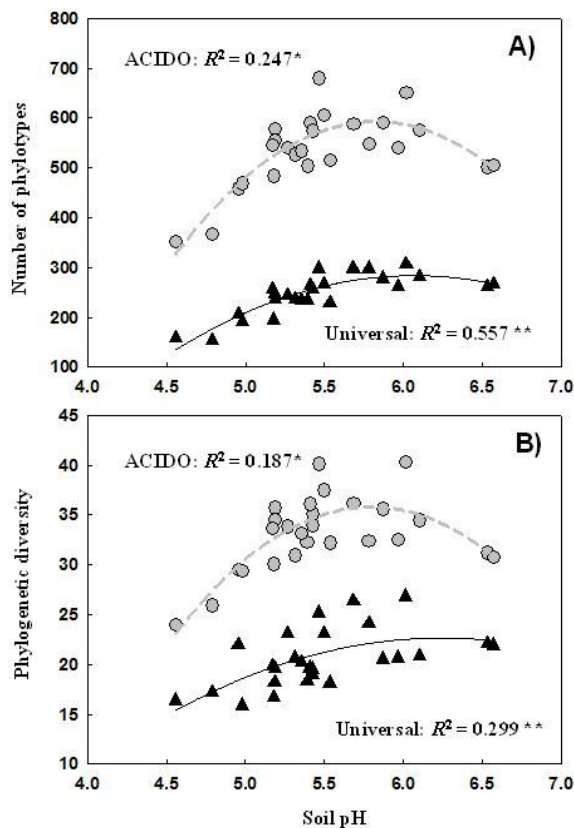 800
A)
ACIDO: R² = 0.247*
700
600
500
400
300
200
Universal: R² = 0.557 **
100
Number of phylotypes
4.0 4.5 5.0 5.5 6.0 6.5 7.0
45
B)
ACIDO: R² = 0.187*
40
35
30
25
20
15
Universal: R² = 0.299 **
10
Phylogenetic diversity
4.0 4.5 5.0 5.5 6.0 6.5 7.0
Soil pH